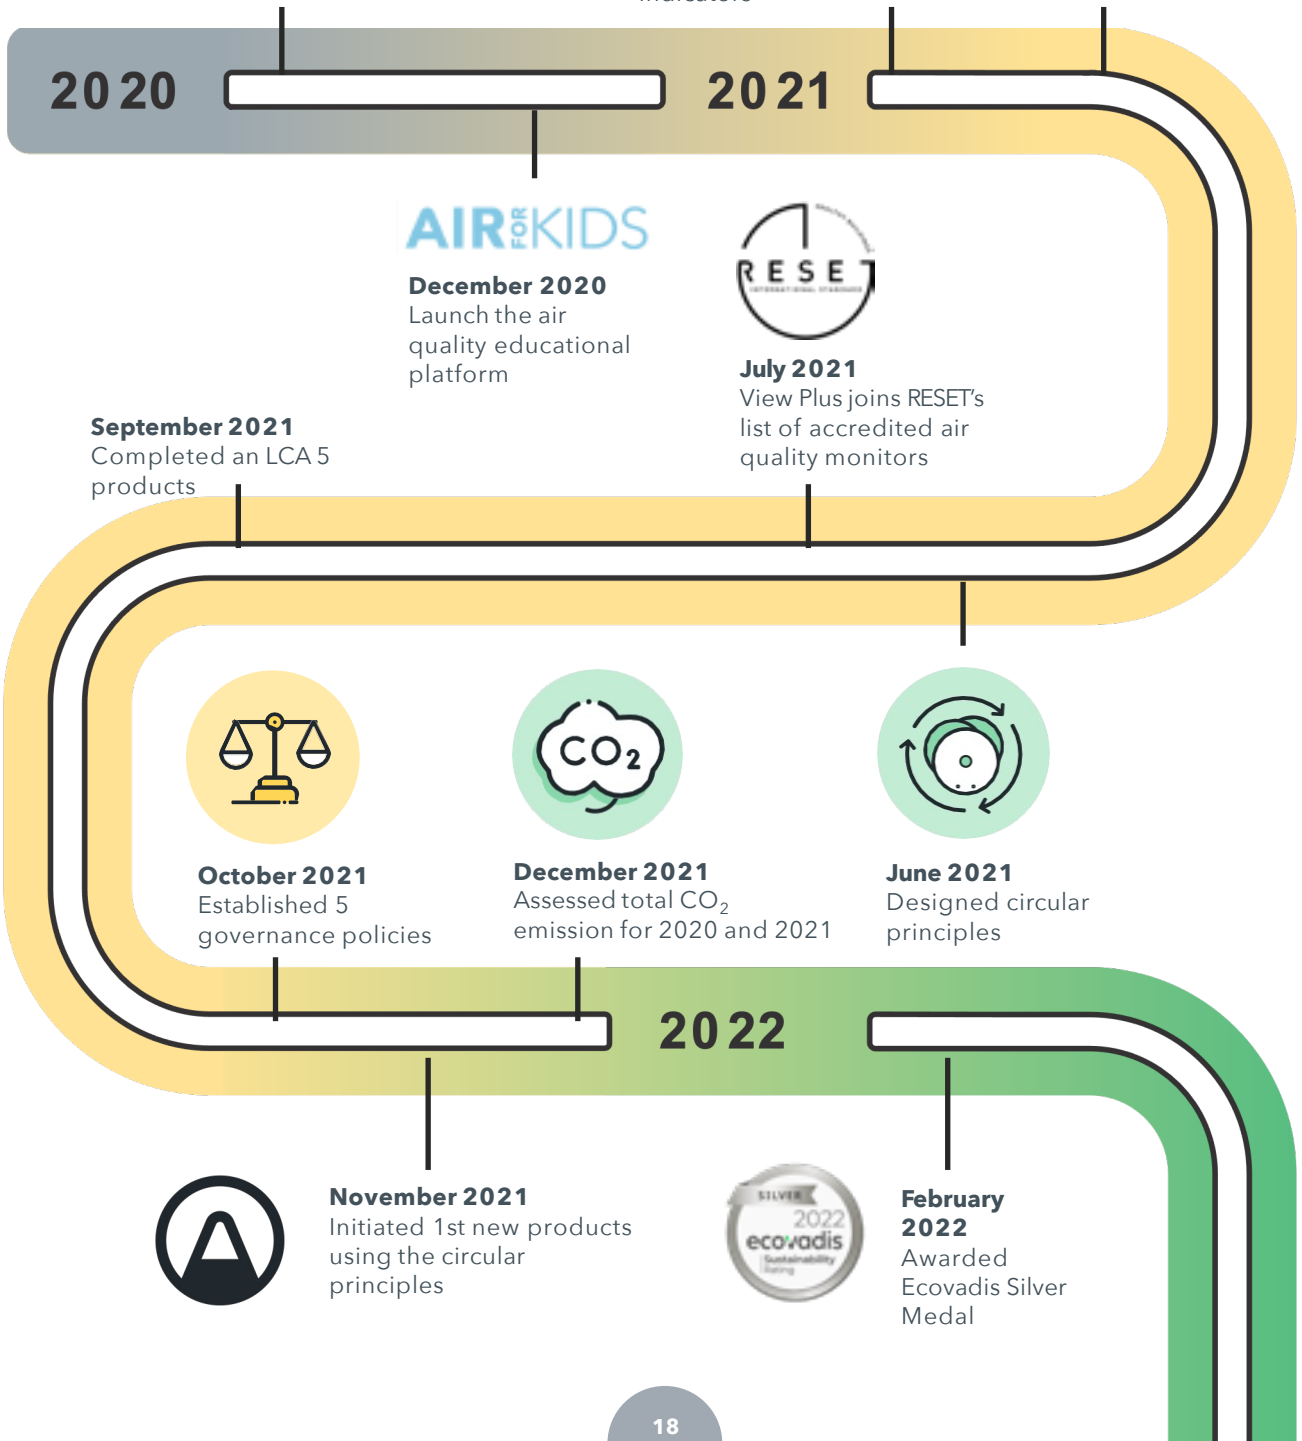 2020
2021
AIR FOR KIDS
December 2020
Launch the air
quality educational
platform
RESET
INTERNATIONAL STANDARD
July 2021
View Plus joins RESET's
list of accredited air
quality monitors
September 2021
Completed an LCA 5
products
CO2
October 2021
Established 5
governance policies
December 2021
Assessed total CO2
emission for 2020 and 2021
June 2021
Designed circular
principles
2022
November 2021
Initiated 1st new products
using the circular
principles
SILVER
2022
ecovadis
Sustainability
Rating
February
2022
Awarded
Ecovadis Silver
Medal
18